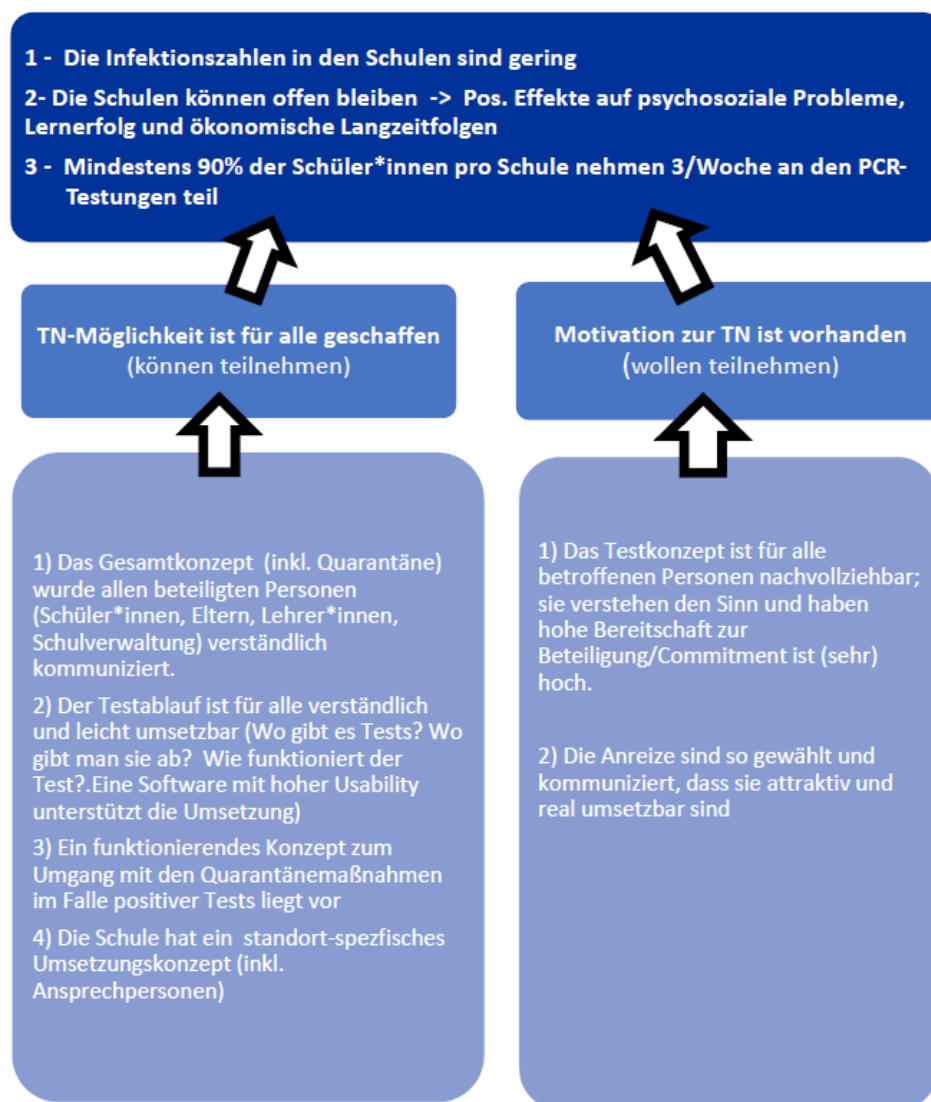 1 - Die Infektionszahlen in den Schulen sind gering
2- Die Schulen können offen bleiben -> Pos. Effekte auf psychosoziale Probleme,
Lernerfolg und ökonomische Langzeitfolgen
3 - Mindestens 90% der Schüler*innen pro Schule nehmen 3/Woche an den PCR-
Testungen teil
TN-Möglichkeit ist für alle geschaffen
(können teilnehmen)
Motivation zur TN ist vorhanden
(wollen teilnehmen)
1) Das Gesamtkonzept (inkl. Quarantäne)
wurde allen beteiligten Personen
(Schüler*innen, Eltern, Lehrer*innen,
Schulverwaltung) verständlich
kommuniziert.
2) Der Testablauf ist für alle verständlich
und leicht umsetzbar (Wo gibt es Tests? Wo
gibt man sie ab? Wie funktioniert der
Test?.Eine Software mit hoher Usability
unterstützt die Umsetzung)
3) Ein funktionierendes Konzept zum
Umgang mit den Quarantänemaßnahmen
im Falle positiver Tests liegt vor
4) Die Schule hat ein standort-spezfisches
Umsetzungskonzept (inkl.
Ansprechpersonen)
1) Das Testkonzept ist für alle
betroffenen Personen nachvollziehbar;
sie verstehen den Sinn und haben
hohe Bereitschaft zur
Beteiligung/Commitment ist (sehr)
hoch.
2) Die Anreize sind so gewählt und
kommuniziert, dass sie attraktiv und
real umsetzbar sind